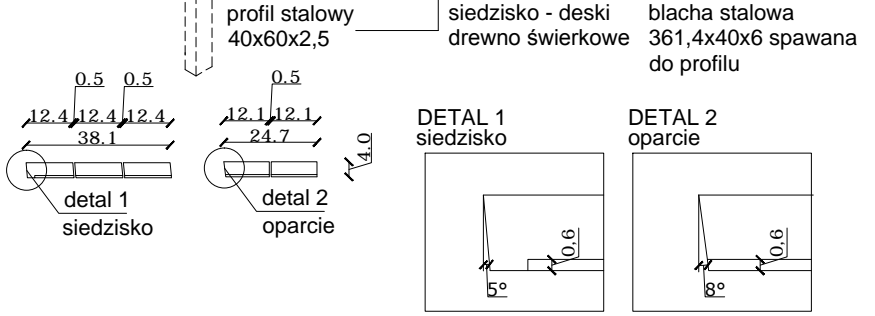 profil stalowy
40x60x2,5
siedzisko - deski
drewno świerkowe
blacha stalowa
361,4x40x6 spawana
do profilu
0.5 0.5
12.4 12.4 12.4
38.1
detal 1
siedzisko
0.5
12.1 12.1
24.7
4.0
detal 2
oparcie
DETAL 1
siedzisko
0,6
5°
DETAL 2
oparcie
0,6
8°